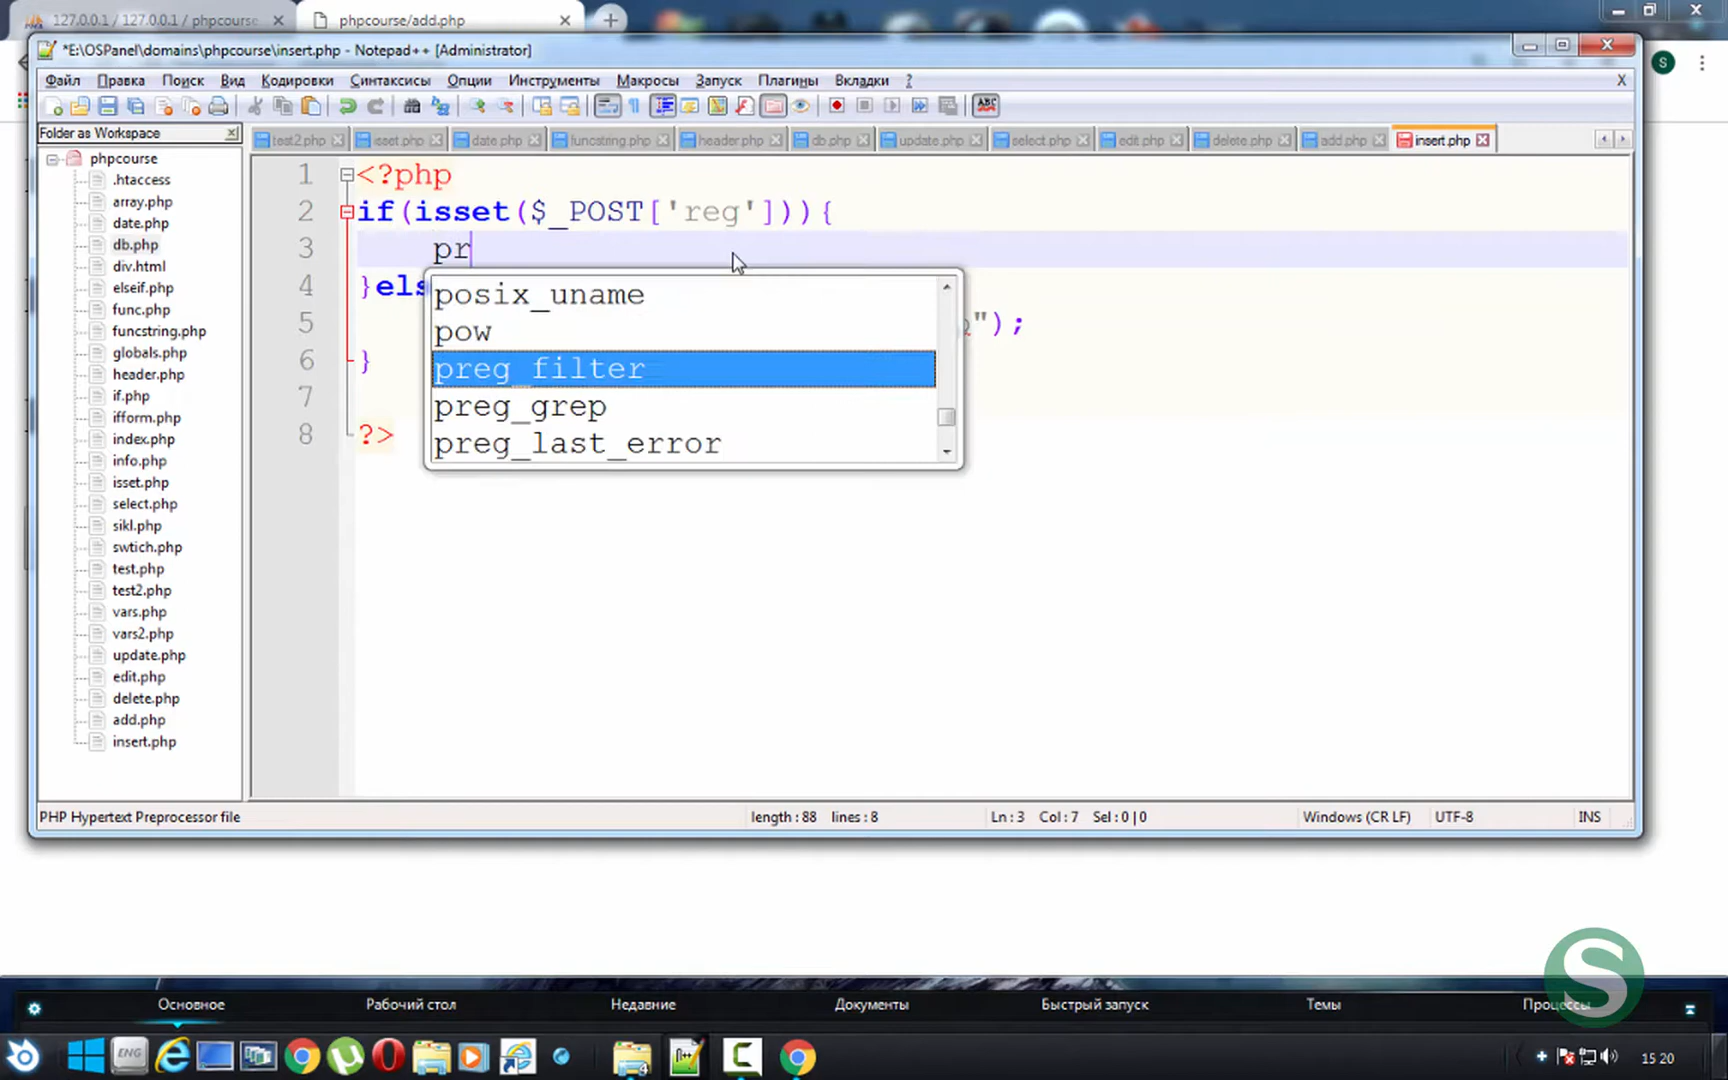 127.0.0.1 / 127.0.0.1 / phpcourse
phpcourse/add.php
*E:\OSPanel\domains\phpcourse\insert.php - Notepad++ [Administrator]
Файл Правка Поиск Вид Кодировки Синтаксисы Опции Инструменты Макросы Запуск Плагины Вкладки ? X
S
ABC
Folder as Workspace
test2.php isset.php date.php funcstring.php header.php db.php update.php select.php edit.php delete.php add.php insert.php
phpcourse
.htaccess
array.php
date.php
db.php
div.html
elseif.php
func.php
funcstring.php
globals.php
header.php
if.php
ifform.php
index.php
info.php
isset.php
select.php
sikl.php
swtich.php
test.php
test2.php
vars.php
vars2.php
update.php
edit.php
delete.php
add.php
insert.php
1 <?php
2 if(isset($_POST['reg'])){
3 pr
4 }els
5 ");
6 }
7
8 ?>
posix_uname
pow
preg_filter
preg_grep
preg_last_error
PHP Hypertext Preprocessor file length : 88 lines : 8 Ln : 3 Col : 7 Sel : 0 | 0 Windows (CR LF) UTF-8 INS
S
Основное Рабочий стол Недавние Документы Быстрый запуск Темы Процессы
ENG
15 20